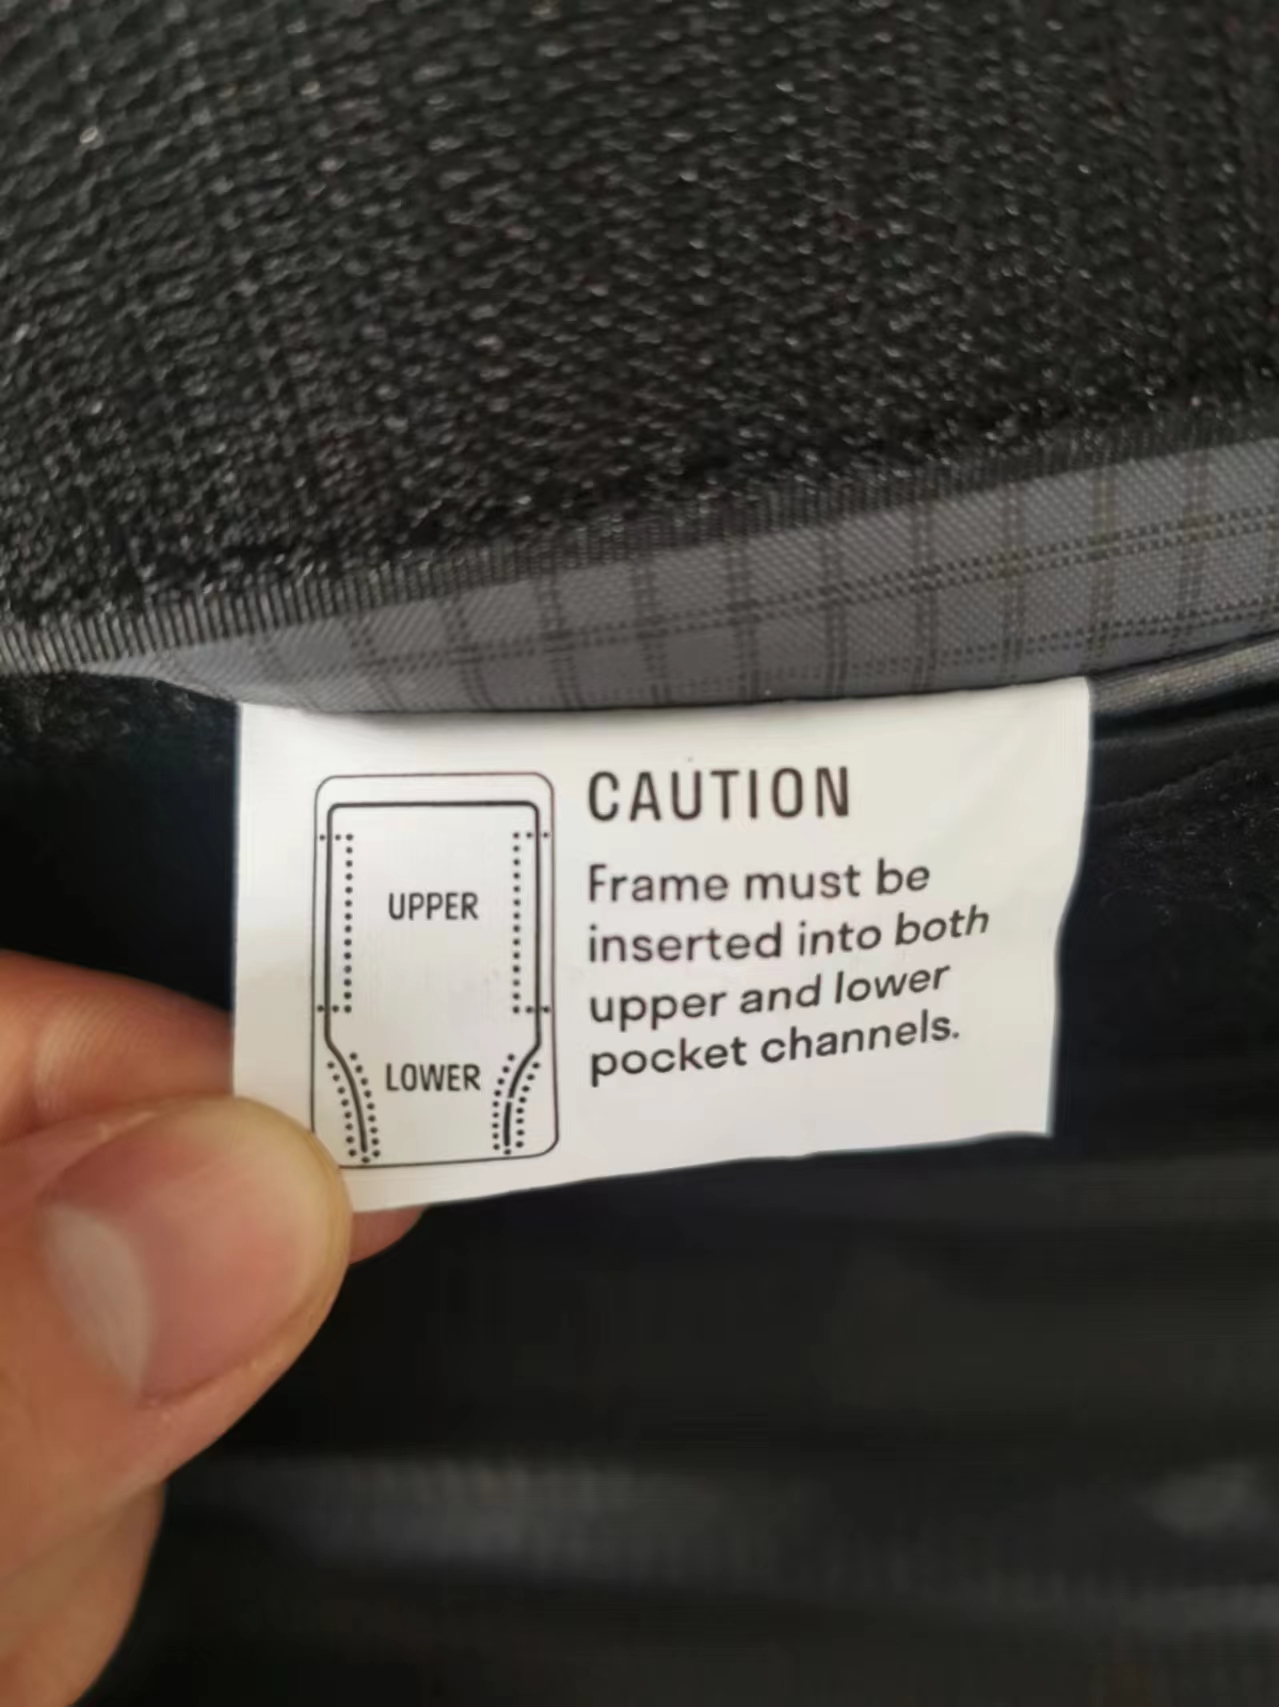 CAUTION
Frame must be
inserted into both
upper and lower
pocket channels.
UPPER
LOWER